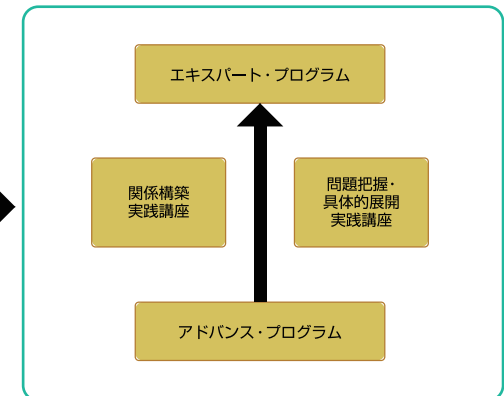 エキスパート・プログラム
関係構築
実践講座
問題把握・
具体的展開
実践講座
アドバンス・プログラム